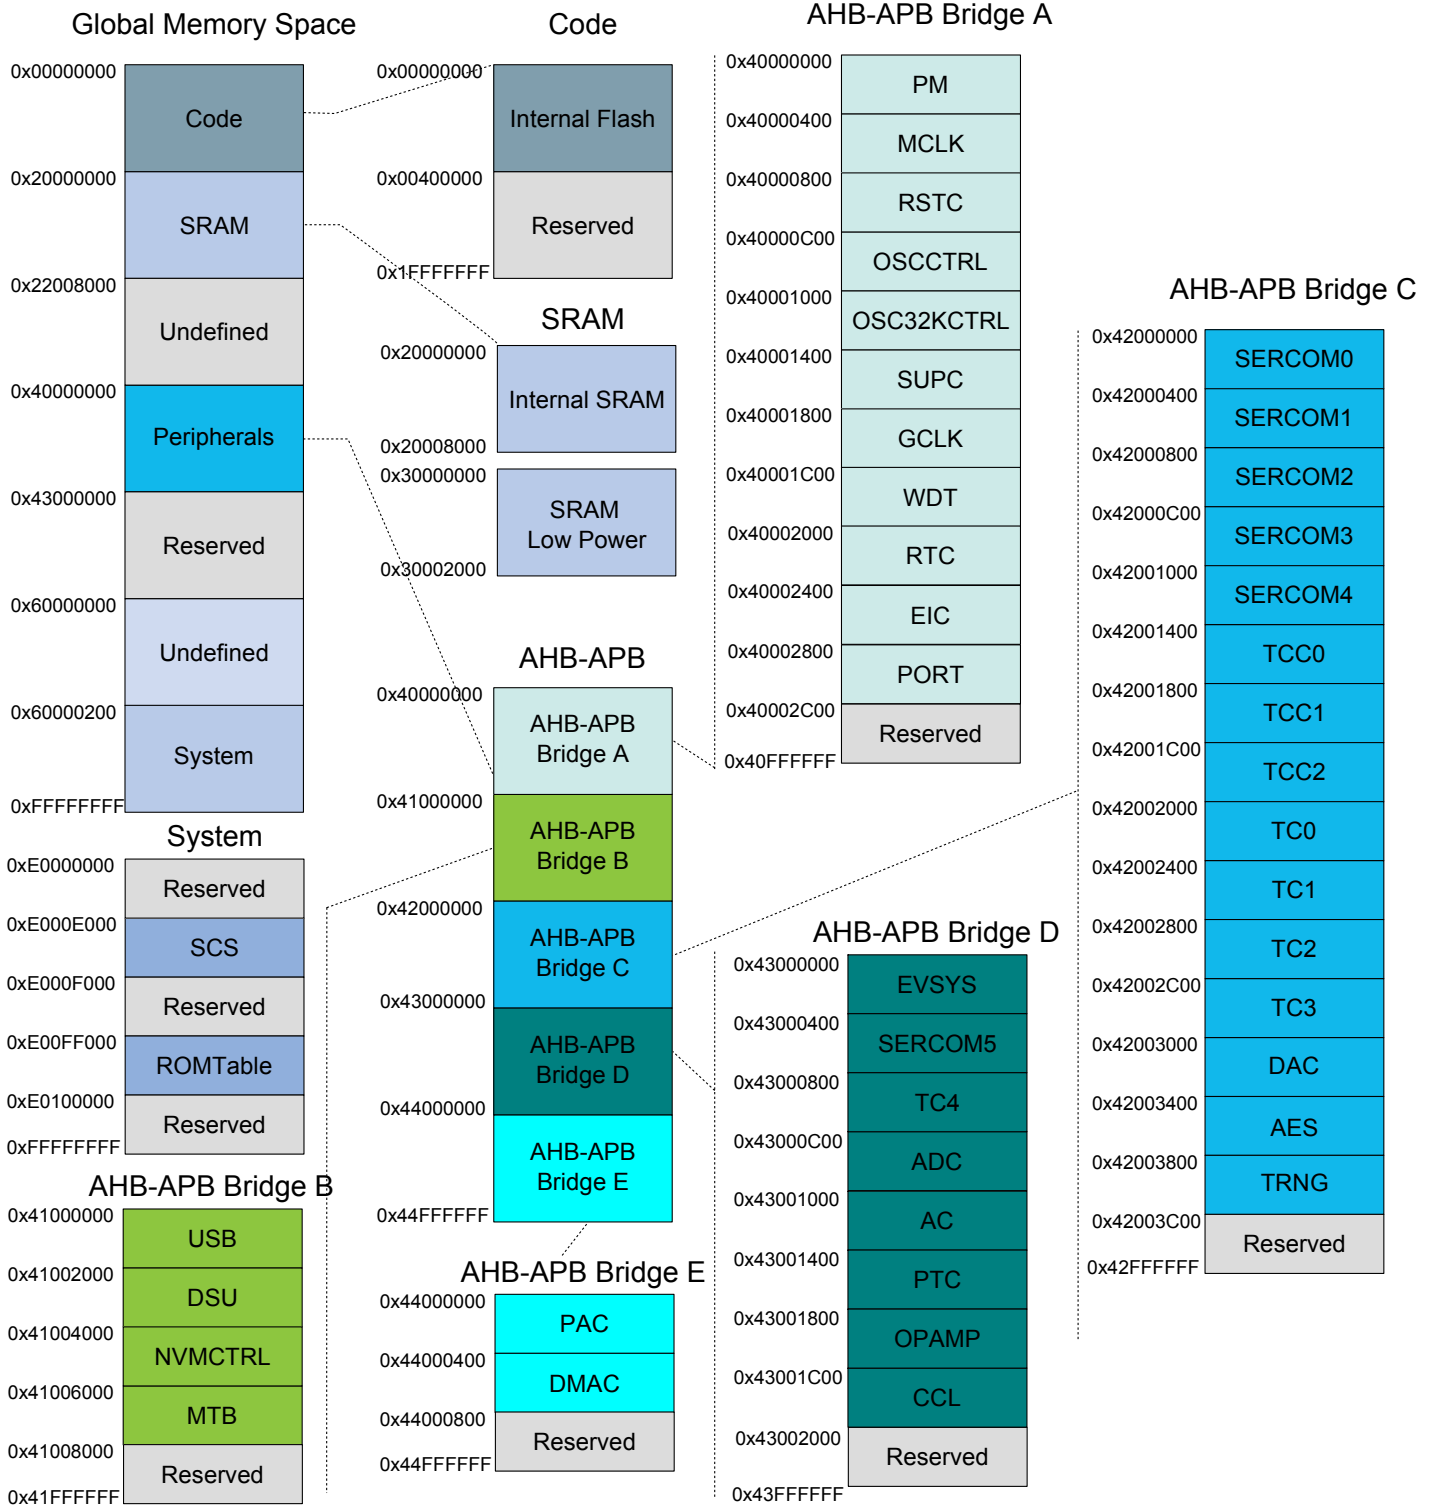 Global Memory Space
0x00000000
Code
0x20000000
SRAM
0x22008000
Undefined
0x40000000
Peripherals
0x43000000
Reserved
0x60000000
Undefined
0x60000200
System
0xFFFFFFFF
System
0xE0000000
Reserved
0xE000E000
SCS
0xE000F000
Reserved
0xE00FF000
ROMTable
0xE0100000
Reserved
0xFFFFFFFF
AHB-APB Bridge B
0x41000000
USB
0x41002000
DSU
0x41004000
NVMCTRL
0x41006000
MTB
0x41008000
Reserved
0x41FFFFFF
Code
0x00000000
Internal Flash
0x00400000
Reserved
0x1FFFFFFF
SRAM
0x20000000
Internal SRAM
0x20008000
0x30000000
SRAM
Low Power
0x30002000
AHB-APB
0x40000000
AHB-APB
Bridge A
0x41000000
AHB-APB
Bridge B
0x42000000
AHB-APB
Bridge C
0x43000000
AHB-APB
Bridge D
0x44000000
AHB-APB
Bridge E
0x44FFFFFF
AHB-APB Bridge E
0x44000000
PAC
0x44000400
DMAC
0x44000800
Reserved
0x44FFFFFF
AHB-APB Bridge A
0x40000000
PM
0x40000400
MCLK
0x40000800
RSTC
0x40000C00
OSCCTRL
0x40001000
OSC32KCTRL
0x40001400
SUPC
0x40001800
GCLK
0x40001C00
WDT
0x40002000
RTC
0x40002400
EIC
0x40002800
PORT
0x40002C00
Reserved
0x40FFFFFF
AHB-APB Bridge D
0x43000000
EVSYS
0x43000400
SERCOM5
0x43000800
TC4
0x43000C00
ADC
0x43001000
AC
0x43001400
PTC
0x43001800
OPAMP
0x43001C00
CCL
0x43002000
Reserved
0x43FFFFFF
AHB-APB Bridge C
0x42000000
SERCOM0
0x42000400
SERCOM1
0x42000800
SERCOM2
0x42000C00
SERCOM3
0x42001000
SERCOM4
0x42001400
TCC0
0x42001800
TCC1
0x42001C00
TCC2
0x42002000
TC0
0x42002400
TC1
0x42002800
TC2
0x42002C00
TC3
0x42003000
DAC
0x42003400
AES
0x42003800
TRNG
0x42003C00
Reserved
0x42FFFFFF